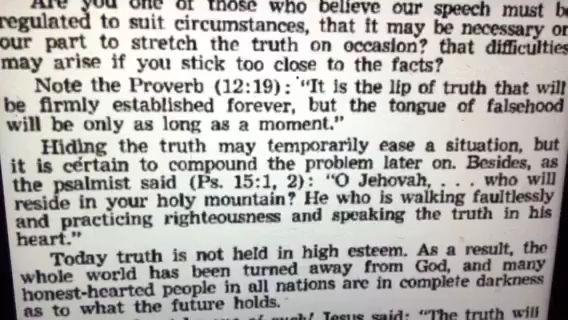 Are you one of those who believe our speech must be
regulated to suit circumstances, that it may be necessary on
our part to stretch the truth on occasion? that difficulties
may arise if you stick too close to the facts?
Note the Proverb (12:19): "It is the lip of truth that will
be firmly established forever, but the tongue of falsehood
will be only as long as a moment."
Hiding the truth may temporarily ease a situation, but
it is certain to compound the problem later on. Besides, as
the psalmist said (Ps. 15:1, 2): "O Jehovah, . . . who will
reside in your holy mountain? He who is walking faultlessly
and practicing righteousness and speaking the truth in his
heart."
Today truth is not held in high esteem. As a result, the
whole world has been turned away from God, and many
honest-hearted people in all nations are in complete darkness
as to what the future holds.
Jesus said: "The truth will